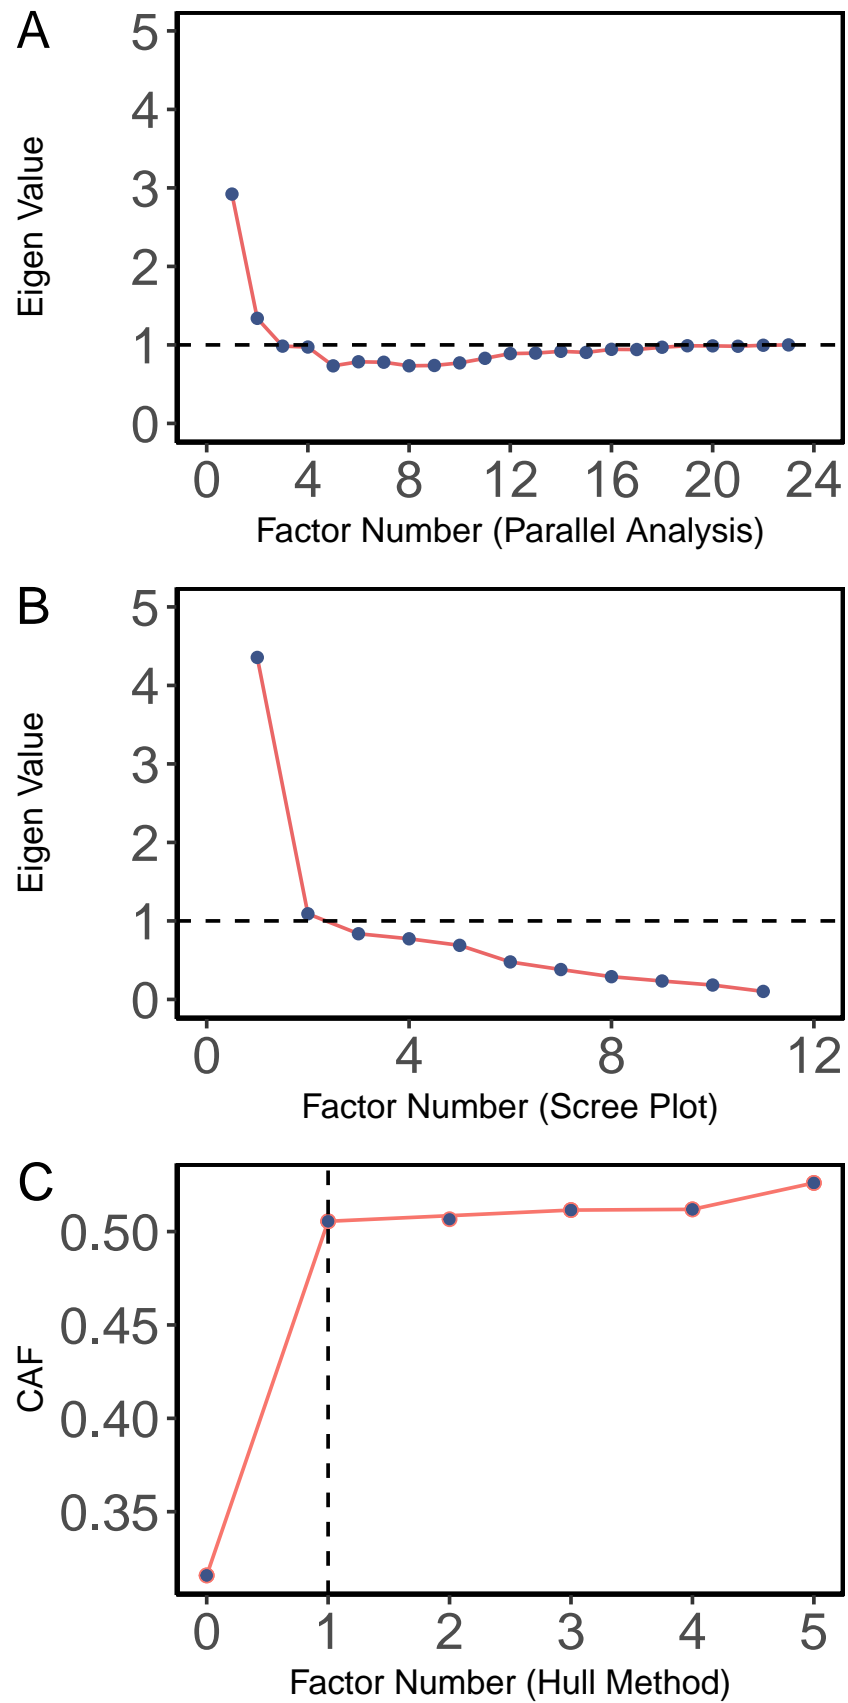 A
Eigen Value
5
4
3
2
1
0
0 4 8 12 16 20 24
Factor Number (Parallel Analysis)
B
Eigen Value
5
4
3
2
1
0
0 4 8 12
Factor Number (Scree Plot)
C
CAF
0.50
0.45
0.40
0.35
0 1 2 3 4 5
Factor Number (Hull Method)